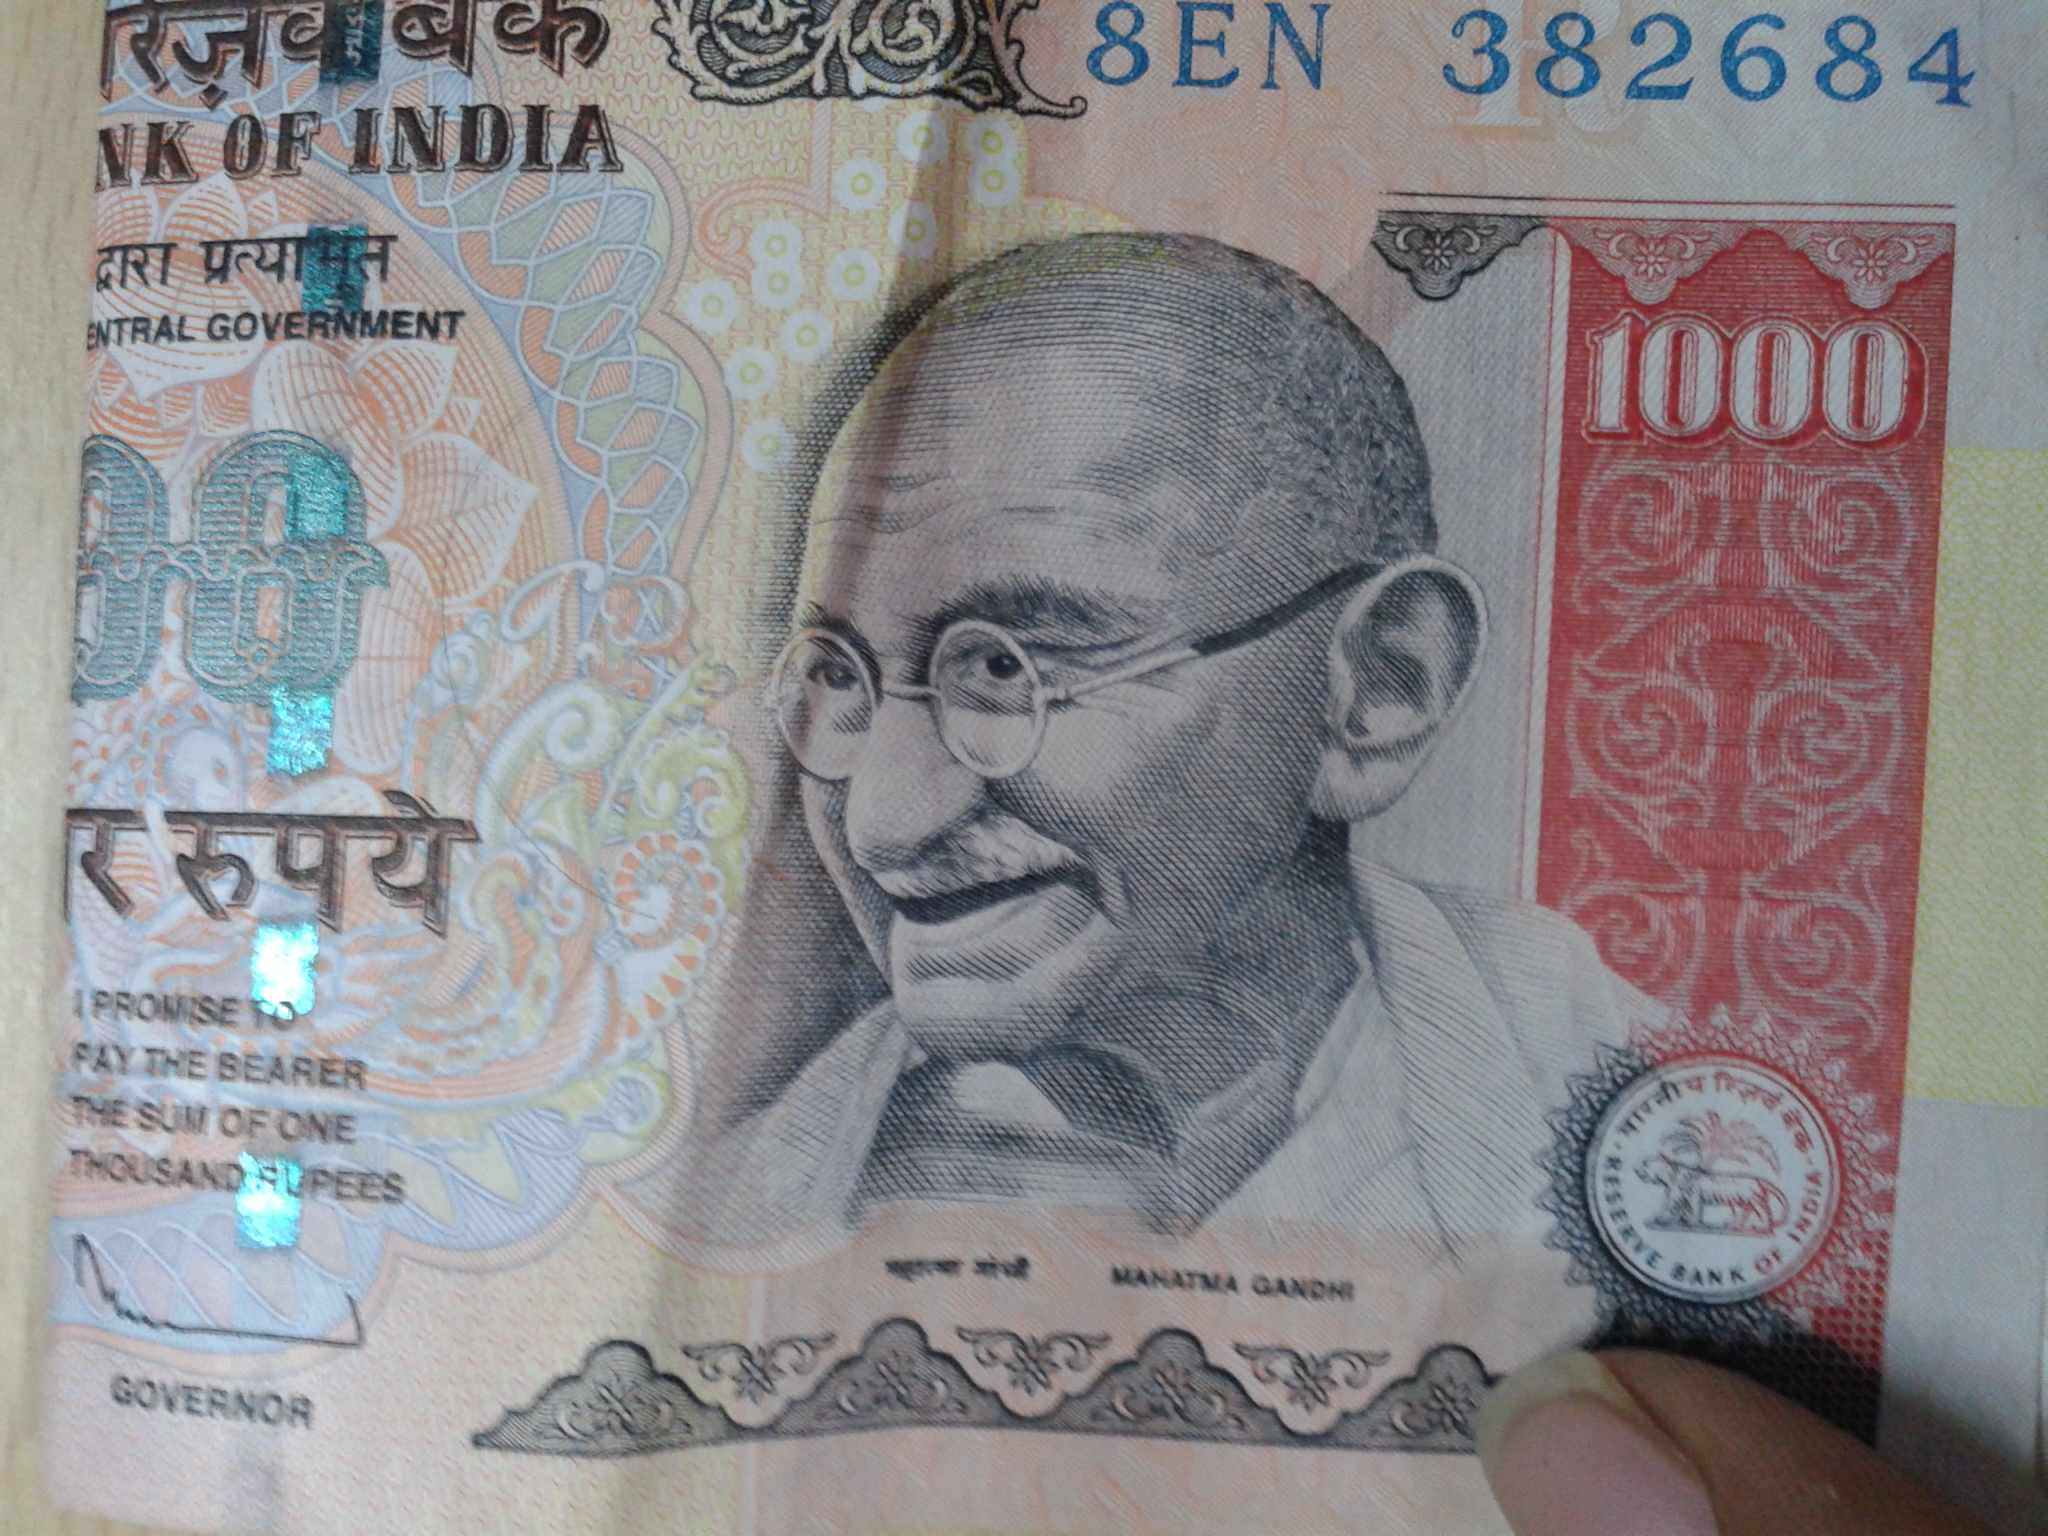 रिज़र्व बैंक
NK OF INDIA
8EN 382684
द्वारा प्रत्याभूत
ENTRAL GOVERNMENT
1000
00
र रुपये
I PROMISE TO
PAY THE BEARER
THE SUM OF ONE
THOUSAND RUPEES
GOVERNOR
महात्मा गांधी MAHATMA GANDHI
भारतीय रिज़र्व बैंक
RESERVE BANK OF INDIA